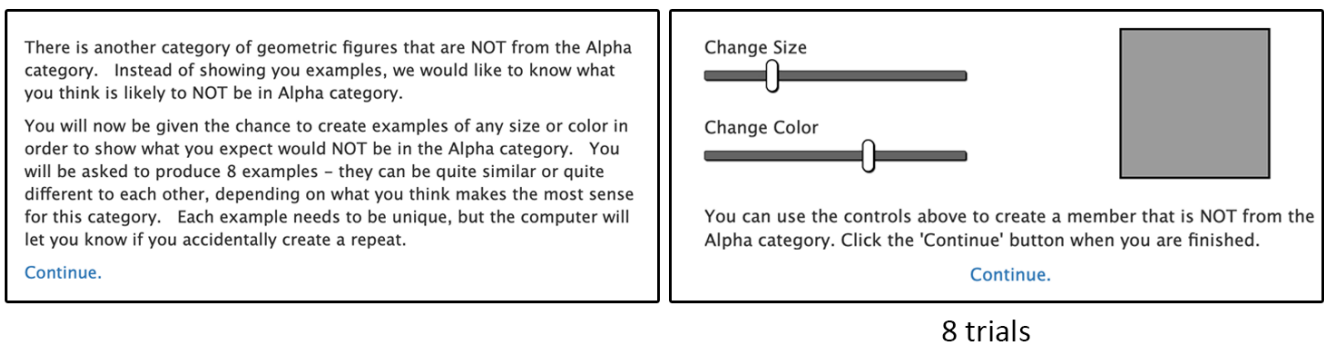 There is another category of geometric figures that are NOT from the Alpha
category. Instead of showing you examples, we would like to know what
you think is likely to NOT be in Alpha category.
You will now be given the chance to create examples of any size or color in
order to show what you expect would NOT be in the Alpha category. You
will be asked to produce 8 examples – they can be quite similar or quite
different to each other, depending on what you think makes the most sense
for this category. Each example needs to be unique, but the computer will
let you know if you accidentally create a repeat.
Continue.
Change Size
Change Color
You can use the controls above to create a member that is NOT from the
Alpha category. Click the 'Continue' button when you are finished.
Continue.
8 trials